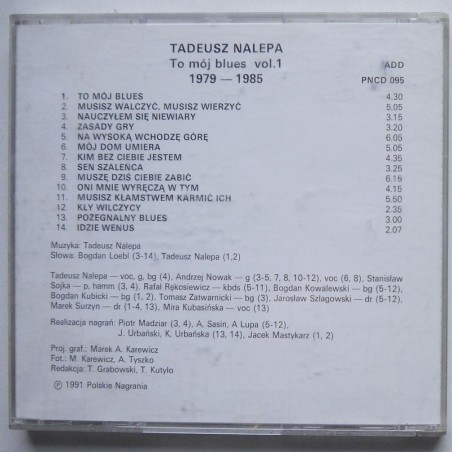 TADEUSZ NALEPA
To mój blues vol.1
ADD
1979 — 1985
PNCD 095
1. TO MÓJ BLUES 4.30
2. MUSISZ WALCZYĆ, MUSISZ WIERZYĆ 5.05
3. NAUCZYŁEM SIĘ NIEWIARY 3.15
4. ZASADY GRY 3.20
5. NA WYSOKĄ WCHODZĘ GÓRĘ 6.05
6. MÓJ DOM UMIERA 5.05
7. KIM BEZ CIEBIE JESTEM 4.35
8. SEN SZALEŃCA 3.25
9. MUSZĘ DZIŚ CIEBIE ZABIĆ 6.15
10. ONI MNIE WYRĘCZĄ W TYM 4.15
11. MUSISZ KŁAMSTWEM KARMIĆ ICH 5.50
12. KŁY WILCZYCY 2.35
13. POŻEGNALNY BLUES 3.00
14. IDZIE WENUS 2.07
Muzyka: Tadeusz Nalepa
Słowa: Bogdan Loebl (3-14), Tadeusz Nalepa (1,2)
Tadeusz Nalepa — voc, g, bg (4), Andrzej Nowak — g (3-5, 7, 8, 10-12), voc (6, 8), Stanisław
Sojka — p, hamm (3, 4), Rafał Rękosiewicz — kbds (5-11), Bogdan Kowalewski — bg (5-12),
Bogdan Kubicki — bg (1, 2), Tomasz Zatwarnicki — bg (3), Jarosław Szlagowski — dr (5-12),
Marek Surzyn — dr (1-4, 13), Mira Kubasińska — voc (13)
Realizacja nagrań: Piotr Madziar (3, 4), A. Sasin, A Lupa (5-12),
J. Urbański, K. Urbańska (13, 14), Jacek Mastykarz (1, 2)
Proj. graf.: Marek A. Karewicz
Fot.: M. Karewicz, A. Tyszko
Redakcja: T. Grabowski, T. Kutyło
℗ 1991 Polskie Nagrania